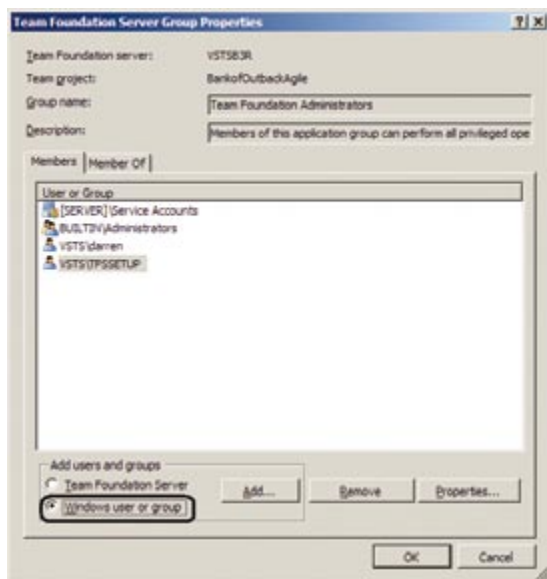 Team Foundation Server Group Properties
Team Foundation server: VSTSB3R
Team project: BankofOutbackAgile
Group name: Team Foundation Administrators
Description: Members of this application group can perform all privileged ope
Members Member Of
User or Group
[SERVER]\Service Accounts
BUILTIN\Administrators
VSTS\darren
VSTS\TFSSETUP
Add users and groups
Team Foundation Server
Windows user or group
Add... Remove Properties...
OK Cancel